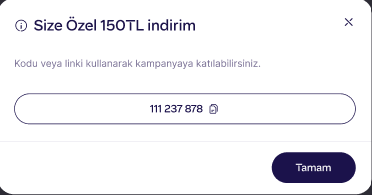 Size Özel 150TL indirim
Kodu veya linki kullanarak kampanyaya katılabilirsiniz.
111 237 878
Tamam